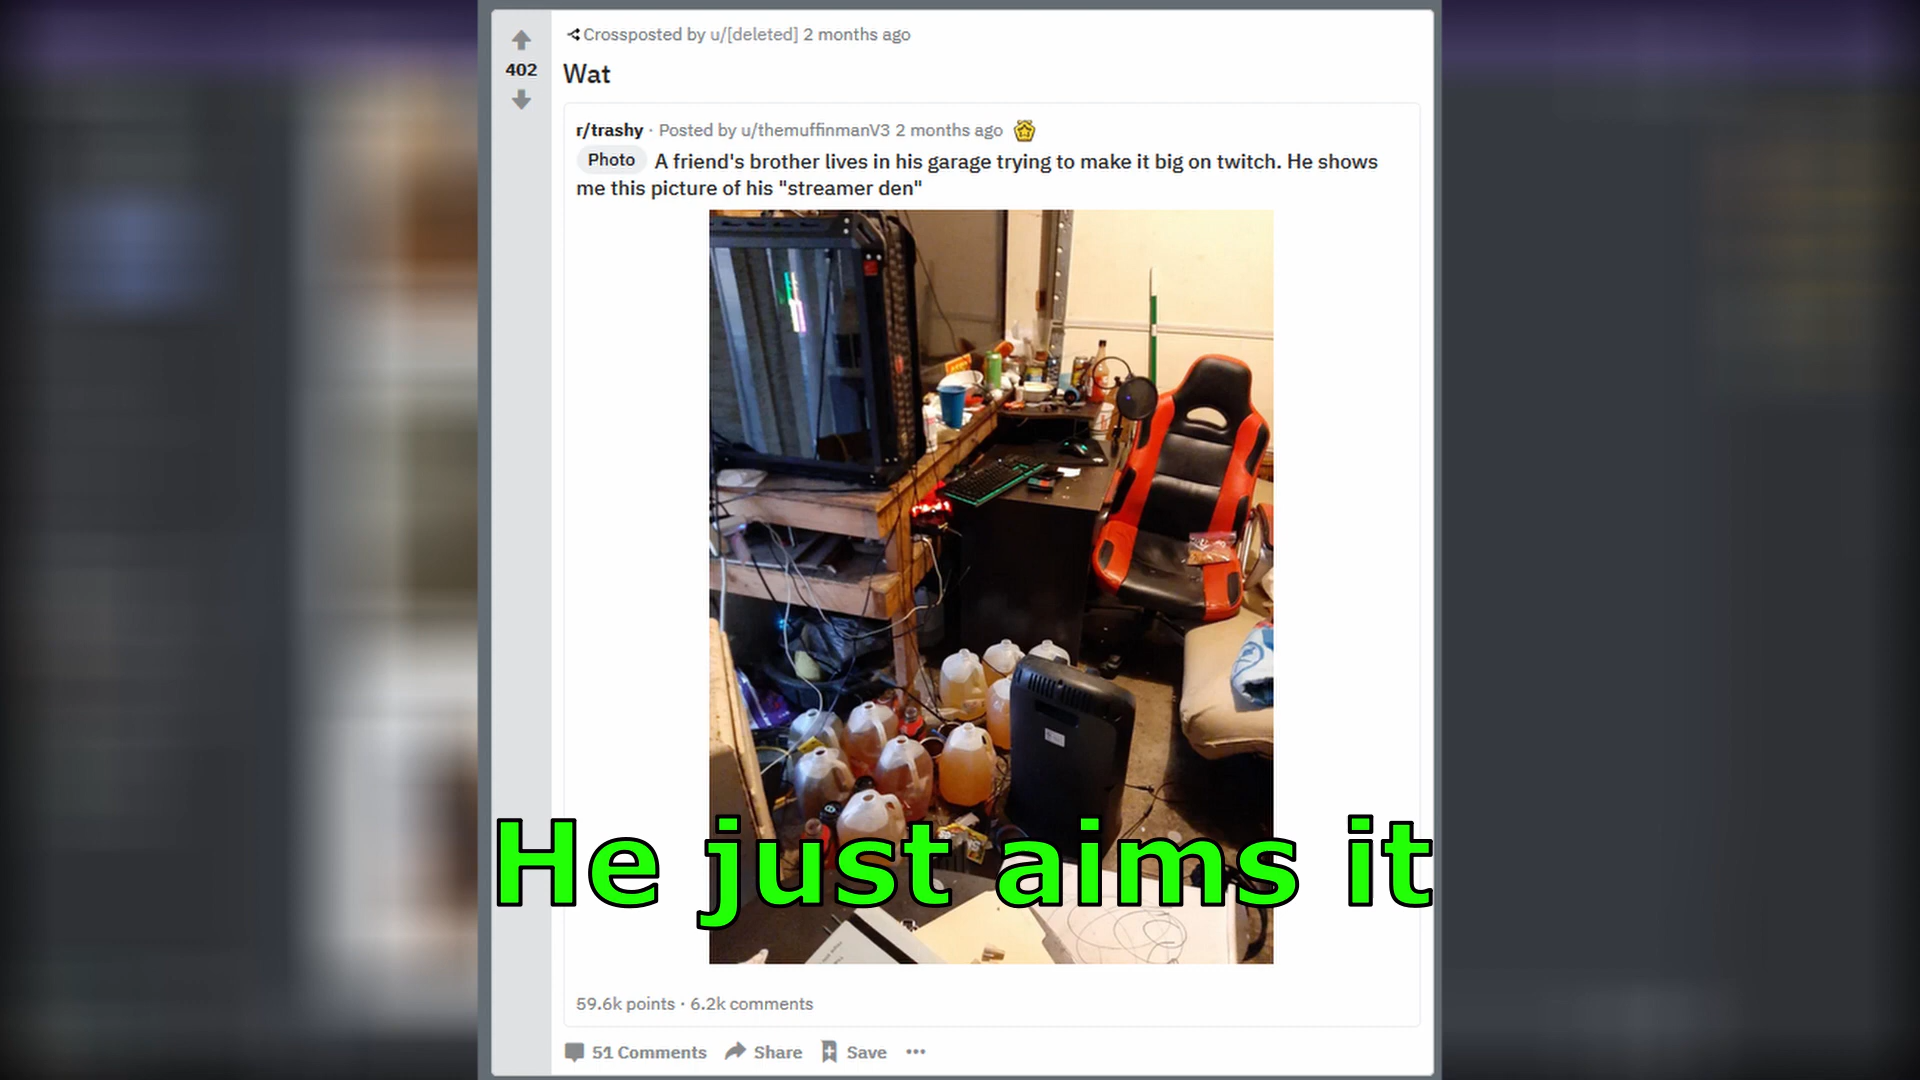 Crossposted by u/[deleted] 2 months ago
402
Wat
r/trashy · Posted by u/themuffinmanV3 2 months ago
Photo A friend's brother lives in his garage trying to make it big on twitch. He shows
me this picture of his "streamer den"
He just aims it
59.6k points · 6.2k comments
51 Comments Share Save ···